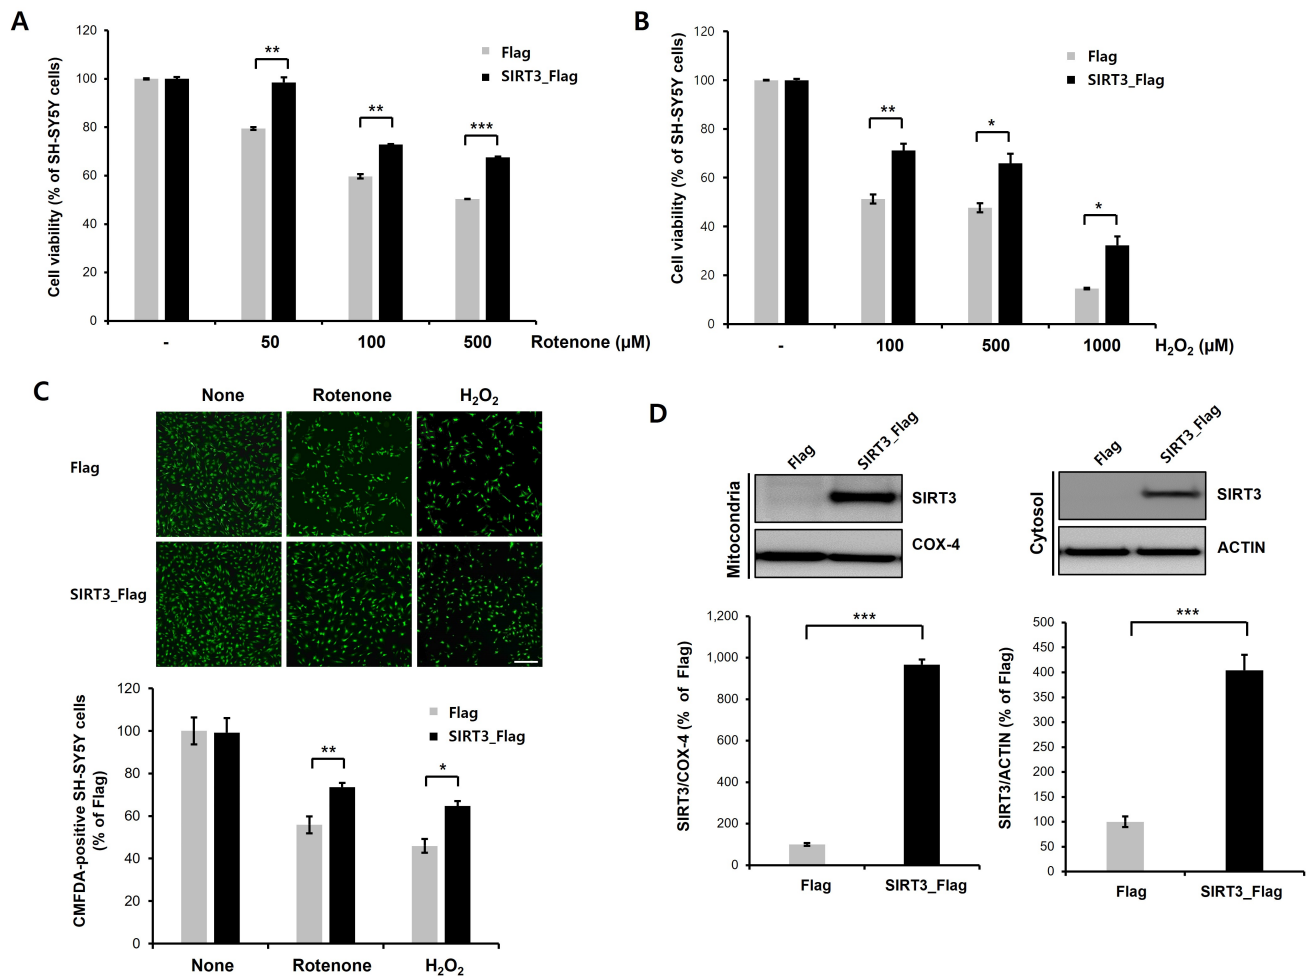 A
Cell viability (% of SH-SY5Y cells)
120
100
80
60
40
20
0
**
**
***
Flag
SIRT3_Flag
-
50
100
500
Rotenone (μM)
B
Cell viability (% of SH-SY5Y cells)
120
100
80
60
40
20
0
**
*
*
Flag
SIRT3_Flag
-
100
500
1000
H₂O₂ (μM)
C
None
Rotenone
H₂O₂
Flag
SIRT3_Flag
CMFDA-positive SH-SY5Y cells
(% of Flag)
120
100
80
60
40
20
0
**
*
Flag
SIRT3_Flag
None
Rotenone
H₂O₂
D
Flag
SIRT3_Flag
Mitocondria
SIRT3
COX-4
Flag
SIRT3_Flag
Cytosol
SIRT3
ACTIN
SIRT3/COX-4 (% of Flag)
1,200
1,000
800
600
400
200
0
***
Flag
SIRT3_Flag
SIRT3/ACTIN (% of Flag)
500
450
400
350
300
250
200
150
100
50
0
***
Flag
SIRT3_Flag